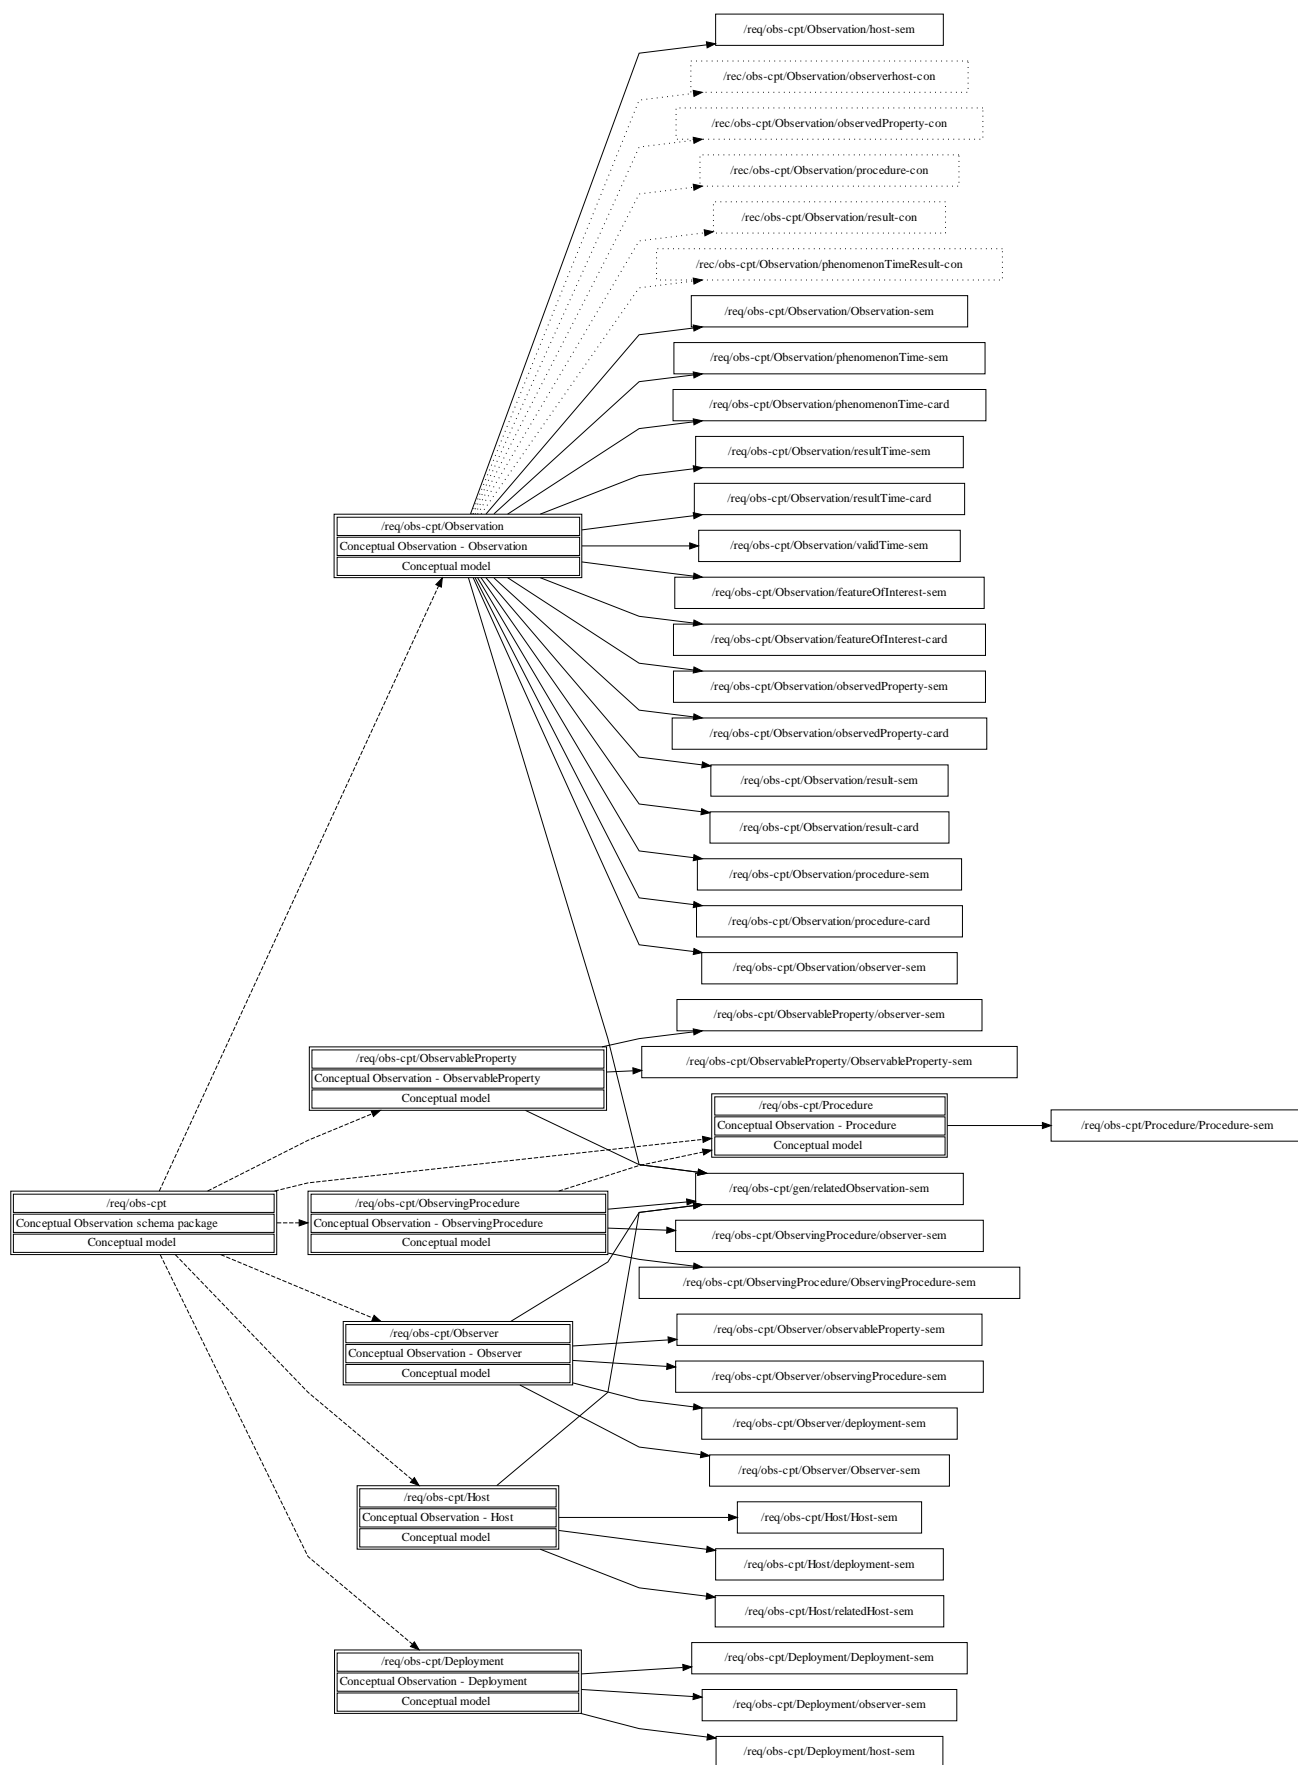 /req/obs-cpt/Observation/host-sem
/rec/obs-cpt/Observation/observerhost-con
/rec/obs-cpt/Observation/observedProperty-con
/rec/obs-cpt/Observation/procedure-con
/rec/obs-cpt/Observation/result-con
/rec/obs-cpt/Observation/phenomenonTimeResult-con
/req/obs-cpt/Observation/Observation-sem
/req/obs-cpt/Observation/phenomenonTime-sem
/req/obs-cpt/Observation/phenomenonTime-card
/req/obs-cpt/Observation/resultTime-sem
/req/obs-cpt/Observation/resultTime-card
/req/obs-cpt/Observation
Conceptual Observation - Observation
Conceptual model
/req/obs-cpt/Observation/validTime-sem
/req/obs-cpt/Observation/featureOfInterest-sem
/req/obs-cpt/Observation/featureOfInterest-card
/req/obs-cpt/Observation/observedProperty-sem
/req/obs-cpt/Observation/observedProperty-card
/req/obs-cpt/Observation/result-sem
/req/obs-cpt/Observation/result-card
/req/obs-cpt/Observation/procedure-sem
/req/obs-cpt/Observation/procedure-card
/req/obs-cpt/Observation/observer-sem
/req/obs-cpt/ObservableProperty/observer-sem
/req/obs-cpt/ObservableProperty
Conceptual Observation - ObservableProperty
Conceptual model
/req/obs-cpt/ObservableProperty/ObservableProperty-sem
/req/obs-cpt/Procedure
Conceptual Observation - Procedure
Conceptual model
/req/obs-cpt/Procedure/Procedure-sem
/req/obs-cpt/gen/relatedObservation-sem
/req/obs-cpt
Conceptual Observation schema package
Conceptual model
/req/obs-cpt/ObservingProcedure
Conceptual Observation - ObservingProcedure
Conceptual model
/req/obs-cpt/ObservingProcedure/observer-sem
/req/obs-cpt/ObservingProcedure/ObservingProcedure-sem
/req/obs-cpt/Observer
Conceptual Observation - Observer
Conceptual model
/req/obs-cpt/Observer/observableProperty-sem
/req/obs-cpt/Observer/observingProcedure-sem
/req/obs-cpt/Observer/deployment-sem
/req/obs-cpt/Observer/Observer-sem
/req/obs-cpt/Host
Conceptual Observation - Host
Conceptual model
/req/obs-cpt/Host/Host-sem
/req/obs-cpt/Host/deployment-sem
/req/obs-cpt/Host/relatedHost-sem
/req/obs-cpt/Deployment
Conceptual Observation - Deployment
Conceptual model
/req/obs-cpt/Deployment/Deployment-sem
/req/obs-cpt/Deployment/observer-sem
/req/obs-cpt/Deployment/host-sem